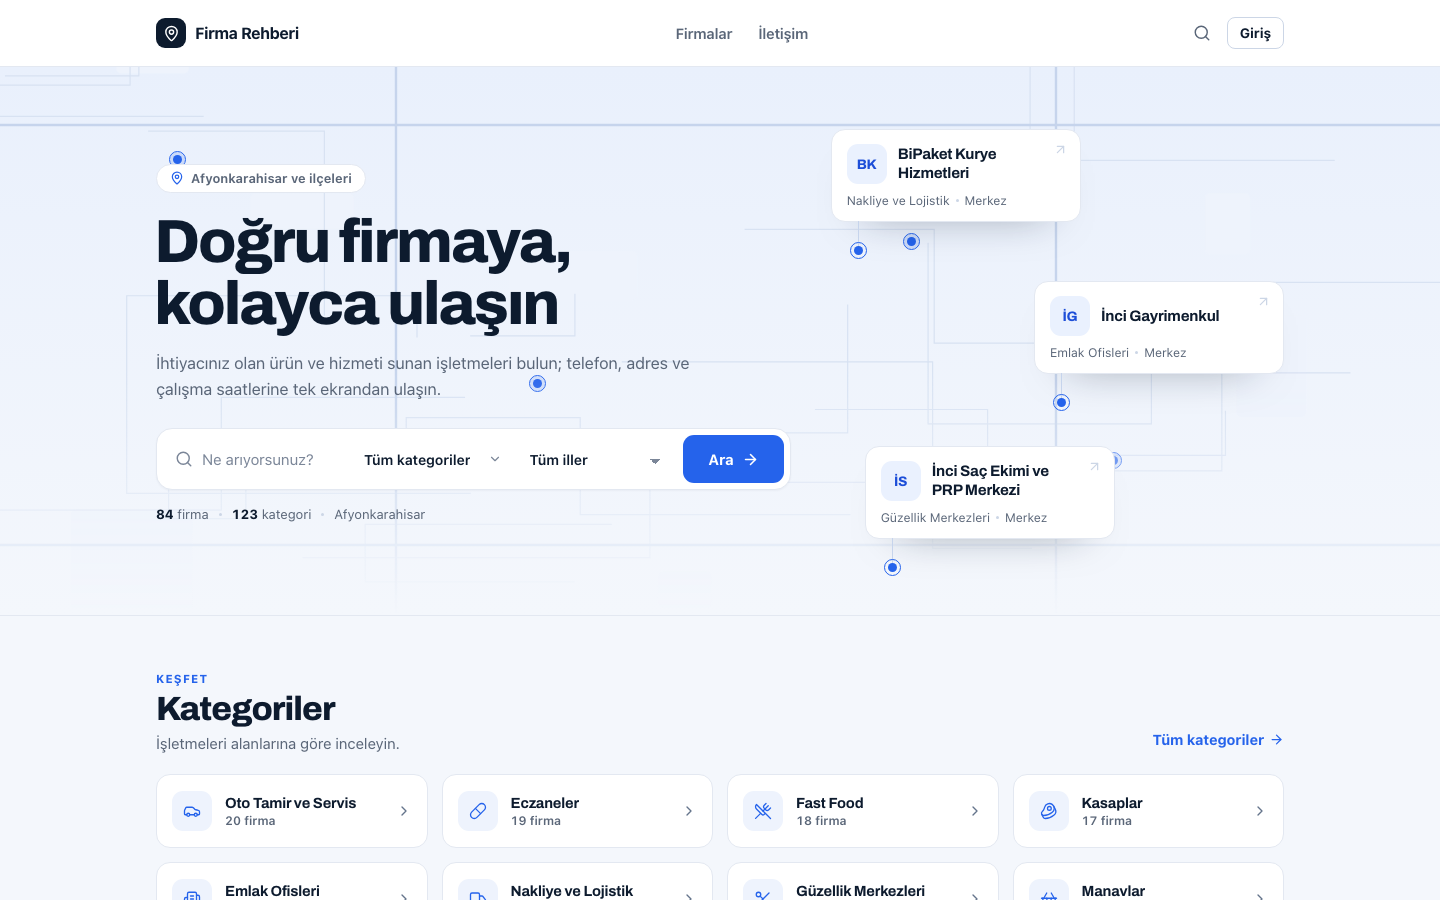 Firma Rehberi
Firmalar
İletişim
Giriş
Afyonkarahisar ve ilçeleri
Doğru firmaya,
kolayca ulaşın
İhtiyacınız olan ürün ve hizmeti sunan işletmeleri bulun; telefon, adres ve
çalışma saatlerine tek ekrandan ulaşın.
Ne arıyorsunuz?
Tüm kategoriler
Tüm iller
Ara
84 firma · 123 kategori · Afyonkarahisar
BK
BiPaket Kurye
Hizmetleri
Nakliye ve Lojistik • Merkez
İG
İnci Gayrimenkul
Emlak Ofisleri • Merkez
İS
İnci Saç Ekimi ve
PRP Merkezi
Güzellik Merkezleri • Merkez
KEŞFET
Kategoriler
İşletmeleri alanlarına göre inceleyin.
Tüm kategoriler
Oto Tamir ve Servis
20 firma
Eczaneler
19 firma
Fast Food
18 firma
Kasaplar
17 firma
Emlak Ofisleri
Nakliye ve Lojistik
Güzellik Merkezleri
Manavlar